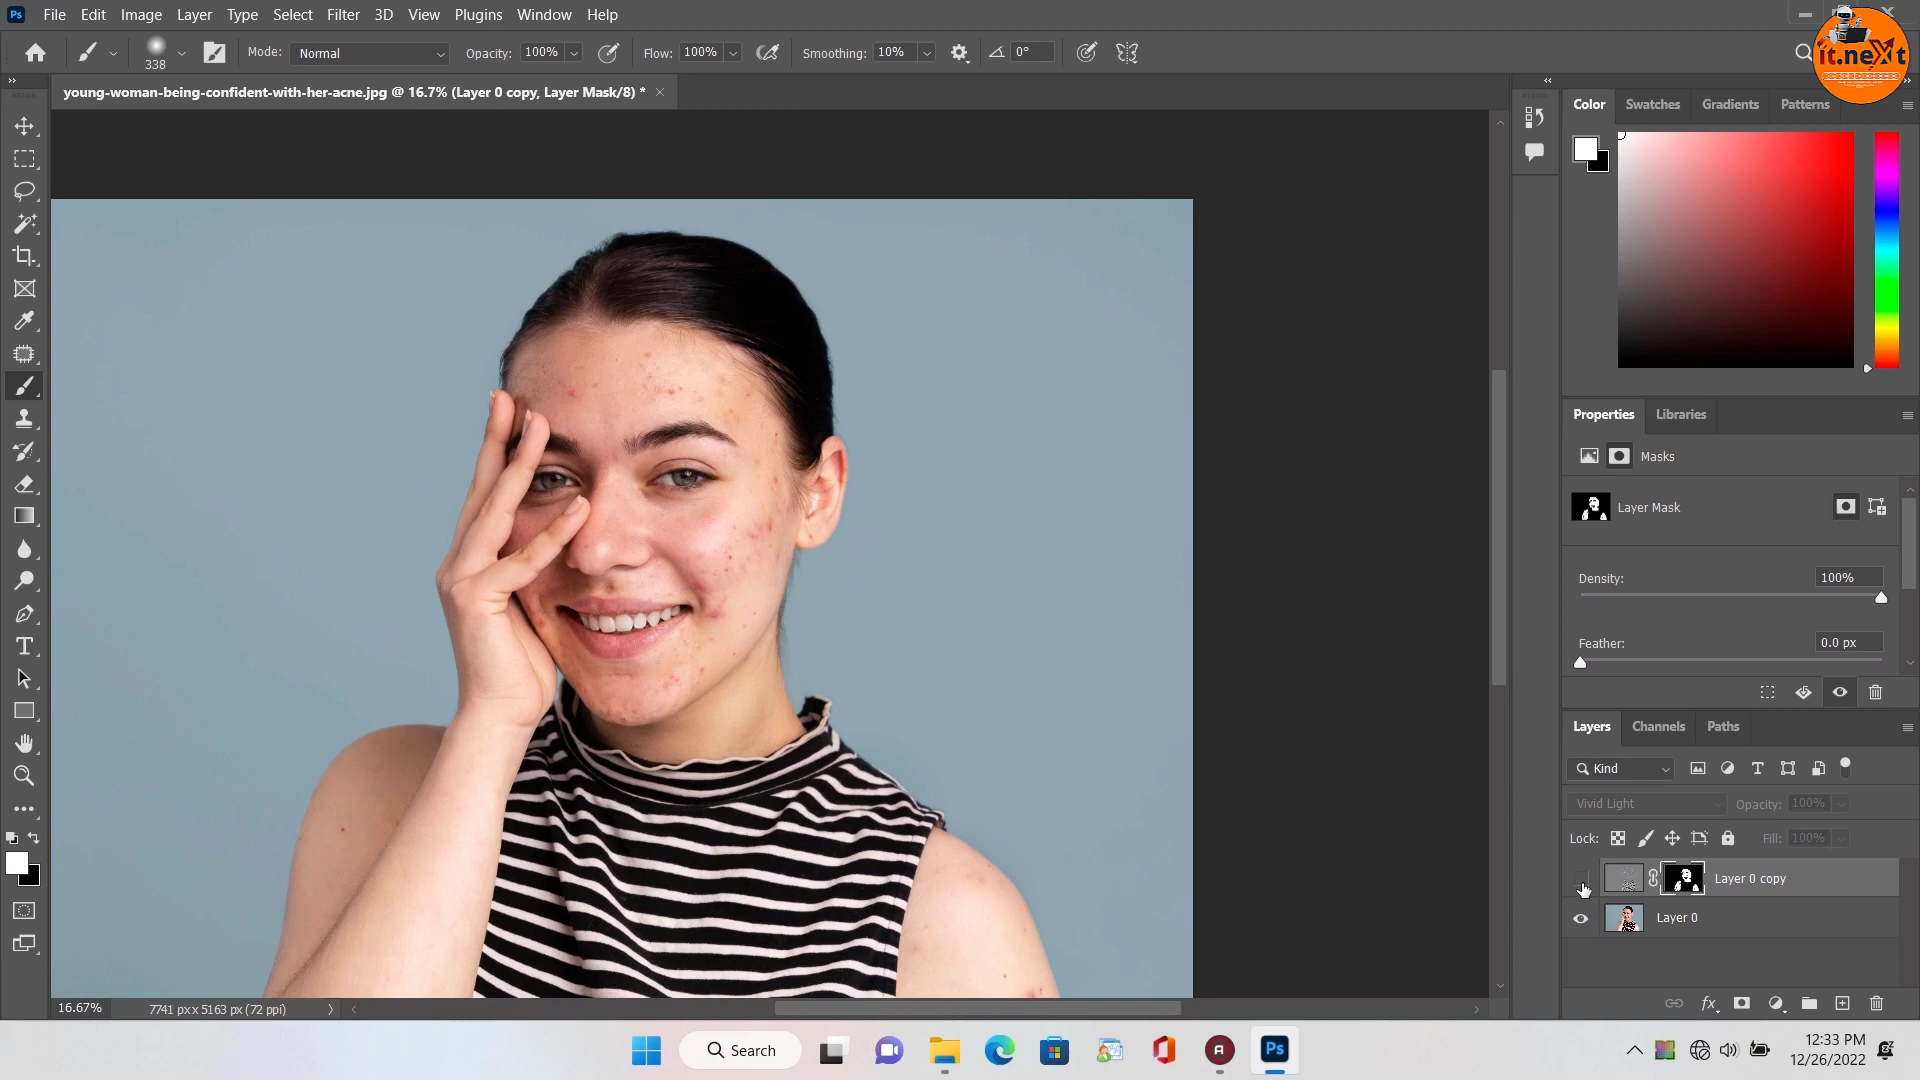 Ps File Edit Image Layer Type Select Filter 3D View Plugins Window Help
338 Mode: Normal Opacity: 100% Flow: 100% Smoothing: 10% 0°
it.neXt
young-woman-being-confident-with-her-acne.jpg @ 16.7% (Layer 0 copy, Layer Mask/8) *
Color Swatches Gradients Patterns
Properties Libraries
Masks
Layer Mask
Density: 100%
Feather: 0.0 px
Layers Channels Paths
Kind
Vivid Light Opacity: 100%
Lock: Fill: 100%
Layer 0 copy
Layer 0
fx
16.67% 7741 px x 5163 px (72 ppi)
Search
Ps
12:33 PM
12/26/2022